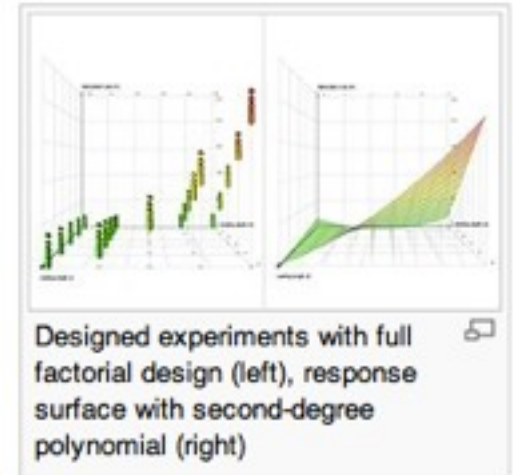 Designed experiments with full
factorial design (left), response
surface with second-degree
polynomial (right)